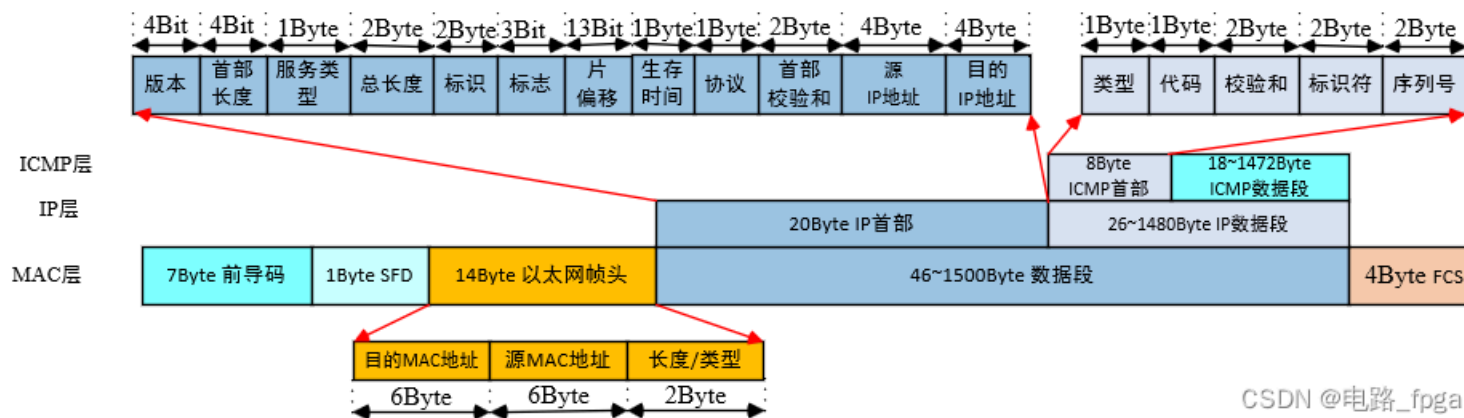 4Bit 4Bit 1Byte 2Byte 2Byte 3Bit 13Bit 1Byte 1Byte 2Byte 4Byte 4Byte 1Byte 1Byte 2Byte 2Byte 2Byte
版本
首部
长度
服务类
型
总长度
标识
标志
片
偏移
生存
时间
协议
首部
校验和
源
IP地址
目的
IP地址
类型
代码
校验和
标识符
序列号
ICMP层
8Byte
ICMP首部
18~1472Byte
ICMP数据段
IP层
20Byte IP首部
26~1480Byte IP数据段
MAC层
7Byte 前导码
1Byte SFD
14Byte 以太网帧头
46~1500Byte 数据段
4Byte FCS
目的MAC地址
源MAC地址
长度/类型
6Byte 6Byte 2Byte
CSDN @电路_fpga